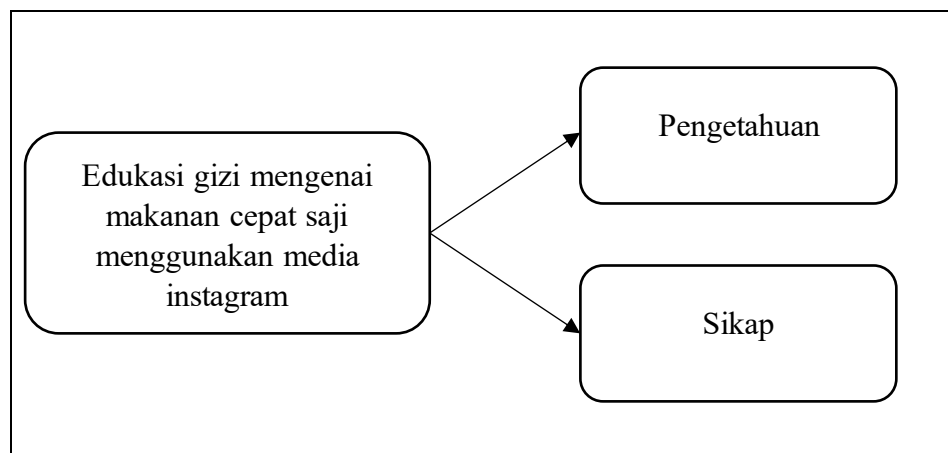 Edukasi gizi mengenai
makanan cepat saji
menggunakan media
instagram
Pengetahuan
Sikap